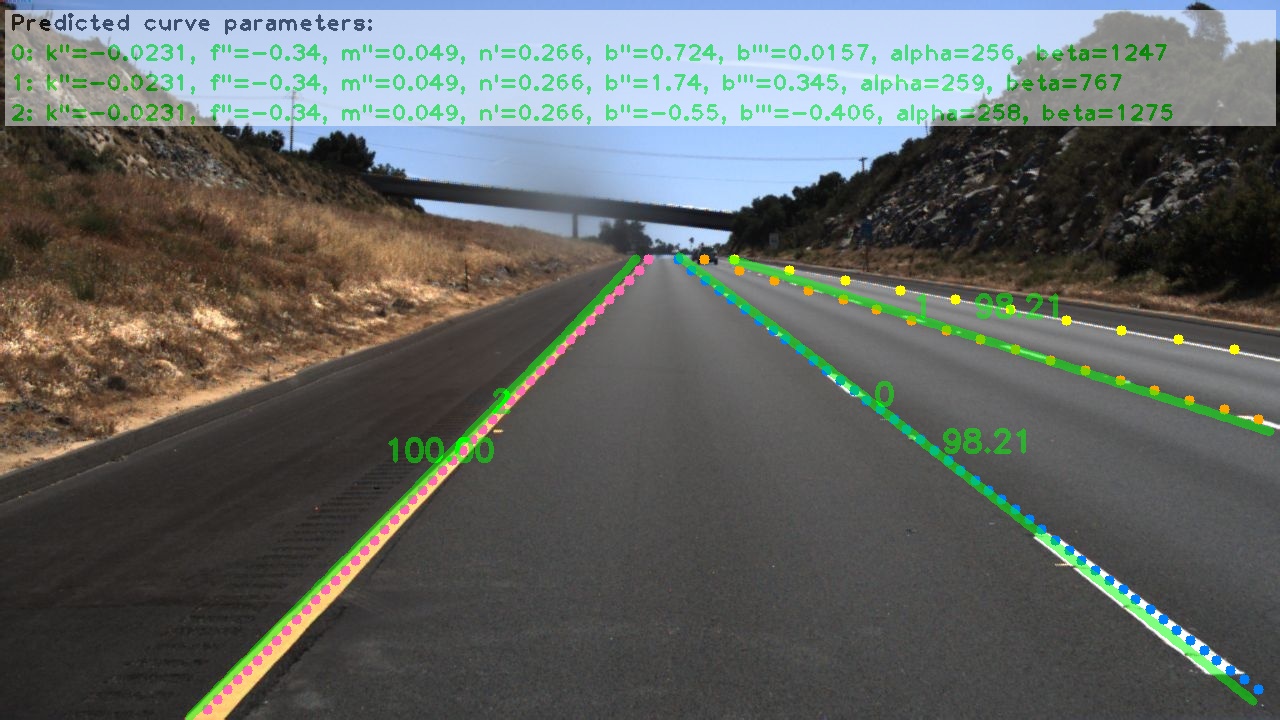 Predicted curve parameters:
0: k''=-0.0231, f''=-0.34, m''=0.049, n'=0.266, b''=0.724, b'''=0.0157, alpha=256, beta=1247
1: k''=-0.0231, f''=-0.34, m''=0.049, n'=0.266, b''=1.74, b'''=0.345, alpha=259, beta=767
2: k''=-0.0231, f''=-0.34, m''=0.049, n'=0.266, b''=-0.55, b'''=-0.406, alpha=258, beta=1275
1 98.21
2
0
100.00
98.21